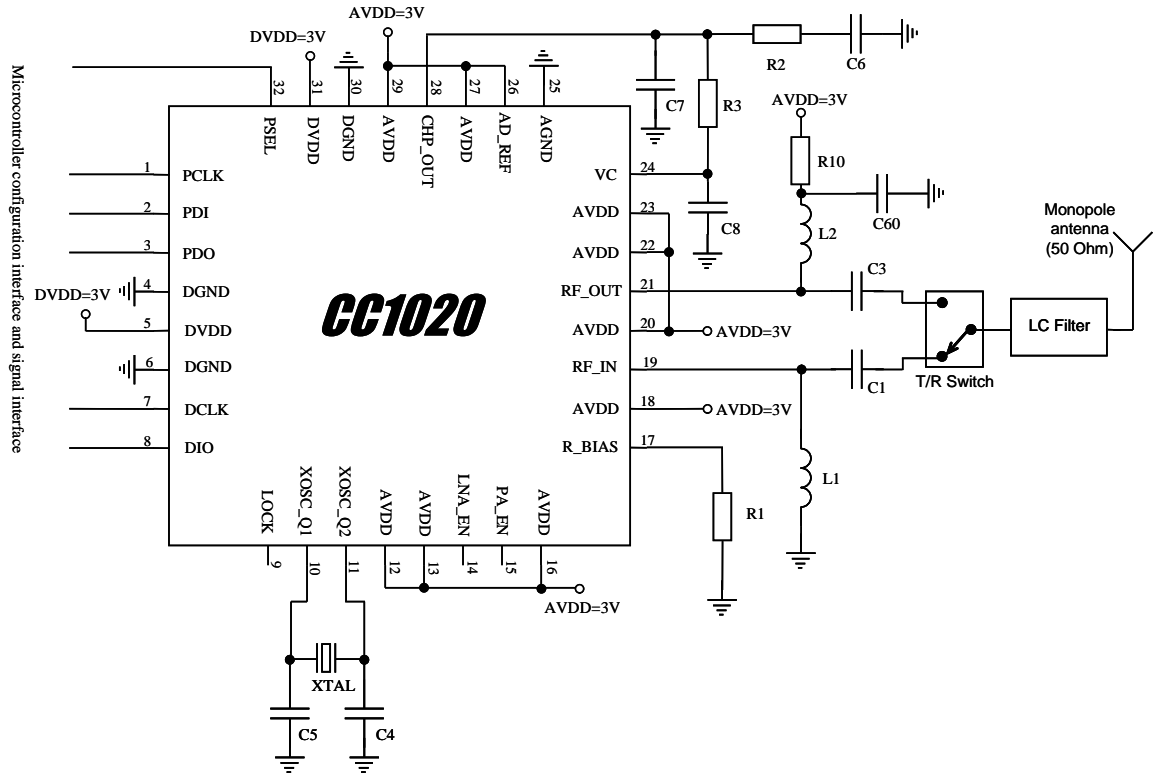 AVDD=3V
DVDD=3V
R2
C6
32
31
30
29
28
27
26
25
C7
R3
AVDD=3V
PSEL
DVDD
DGND
AVDD
CHP_OUT
AVDD
AD_REF
AGND
R10
1
PCLK
VC
24
2
PDI
AVDD
23
C8
L2
C60
Monopole
antenna
(50 Ohm)
3
PDO
AVDD
22
C3
DVDD=3V
4
DGND
RF_OUT
21
CC1020
5
DVDD
AVDD
20
AVDD=3V
LC Filter
6
DGND
RF_IN
19
C1
T/R Switch
7
DCLK
AVDD
18
AVDD=3V
8
DIO
R_BIAS
17
L1
R1
LOCK
XOSC_Q1
XOSC_Q2
AVDD
AVDD
LNA_EN
PA_EN
AVDD
9
10
11
12
13
14
15
16
AVDD=3V
XTAL
C5
C4
Microcontroller configuration interface and signal interface